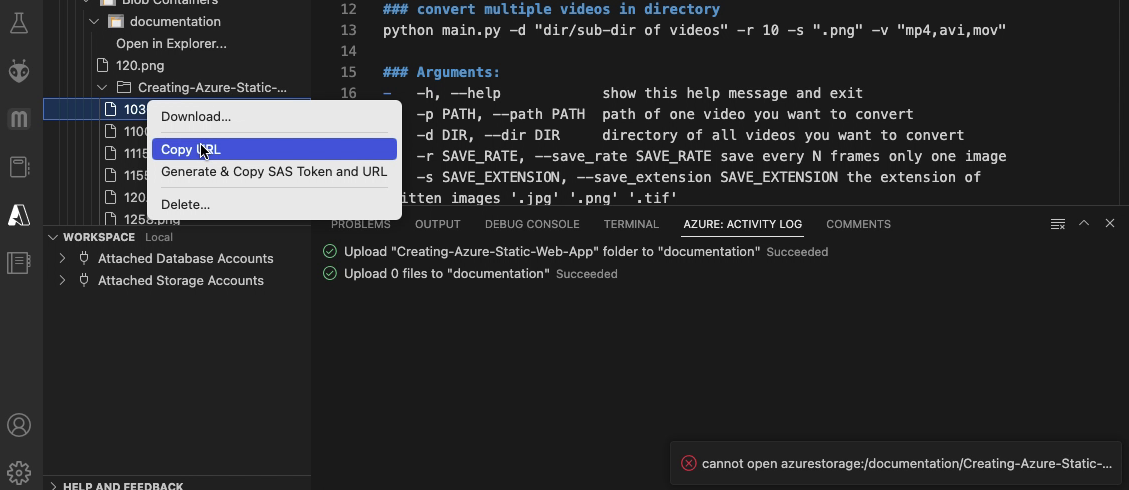 Blob Containers
documentation
Open in Explorer...
120.png
Creating-Azure-Static-...
103
1100
1115
1155
120
1250.png
Download...
Copy URL
Generate & Copy SAS Token and URL
Delete...
WORKSPACE Local
Attached Database Accounts
Attached Storage Accounts
HELP AND FEEDBACK
12 ### convert multiple videos in directory
13 python main.py -d "dir/sub-dir of videos" -r 10 -s ".png" -v "mp4,avi,mov"
14
15 ### Arguments:
16 - -h, --help show this help message and exit
-p PATH, --path PATH path of one video you want to convert
-d DIR, --dir DIR directory of all videos you want to convert
-r SAVE_RATE, --save_rate SAVE_RATE save every N frames only one image
-s SAVE_EXTENSION, --save_extension SAVE_EXTENSION the extension of
itten images '.jpg' '.png' '.tif'
PROBLEMS OUTPUT DEBUG CONSOLE TERMINAL AZURE: ACTIVITY LOG COMMENTS
Upload "Creating-Azure-Static-Web-App" folder to "documentation" Succeeded
Upload 0 files to "documentation" Succeeded
cannot open azurestorage:/documentation/Creating-Azure-Static-...